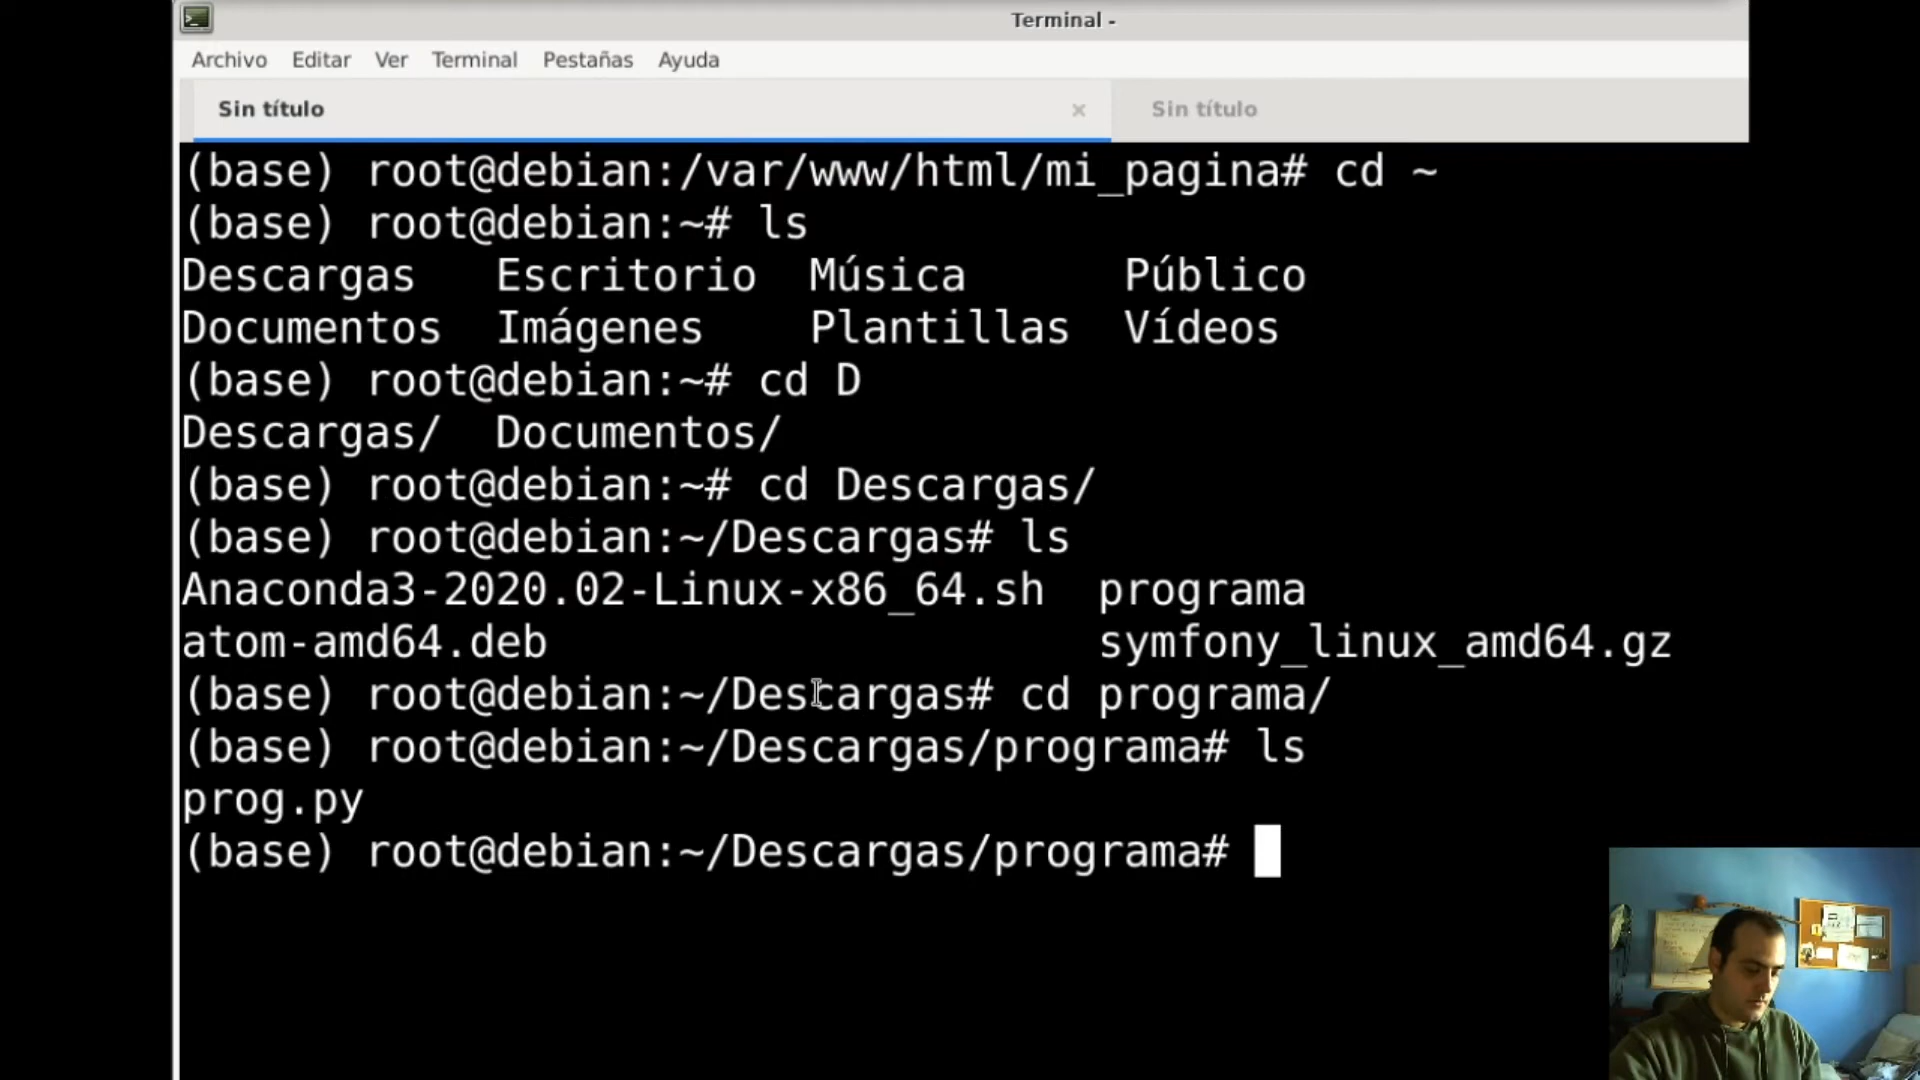 Terminal -
Archivo Editar Ver Terminal Pestañas Ayuda
Sin título × Sin título
(base) root@debian:/var/www/html/mi_pagina# cd ~
(base) root@debian:~# ls
Descargas Escritorio Música Público
Documentos Imágenes Plantillas Vídeos
(base) root@debian:~# cd D
Descargas/ Documentos/
(base) root@debian:~# cd Descargas/
(base) root@debian:~/Descargas# ls
Anaconda3-2020.02-Linux-x86_64.sh programa
atom-amd64.deb symfony_linux_amd64.gz
(base) root@debian:~/Descargas# cd programa/
(base) root@debian:~/Descargas/programa# ls
prog.py
(base) root@debian:~/Descargas/programa#